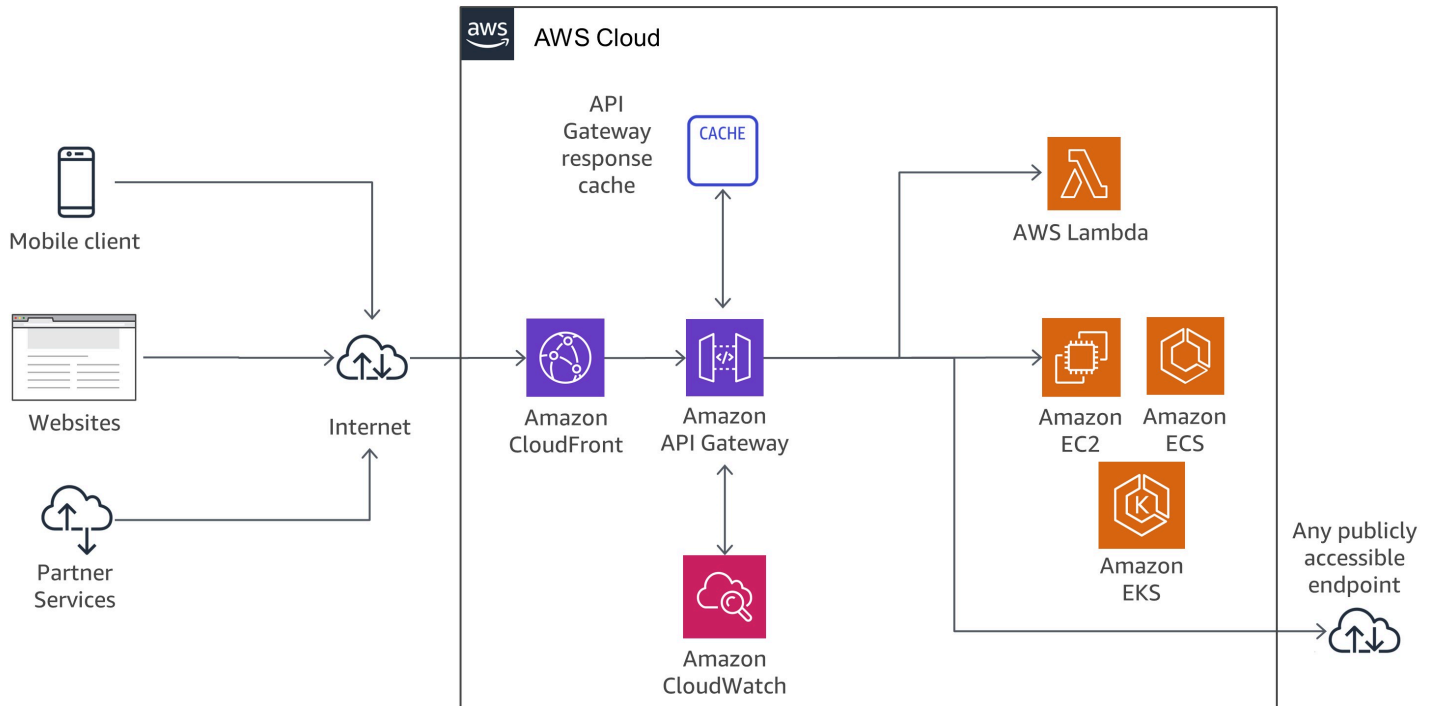 aws
AWS Cloud
API
Gateway
response
cache
CACHE
Mobile client
AWS Lambda
Websites
Internet
Amazon
CloudFront
Amazon
API Gateway
Amazon
EC2
Amazon
ECS
Partner
Services
Amazon
EKS
K
</>
Any publicly
accessible
endpoint
Amazon
CloudWatch